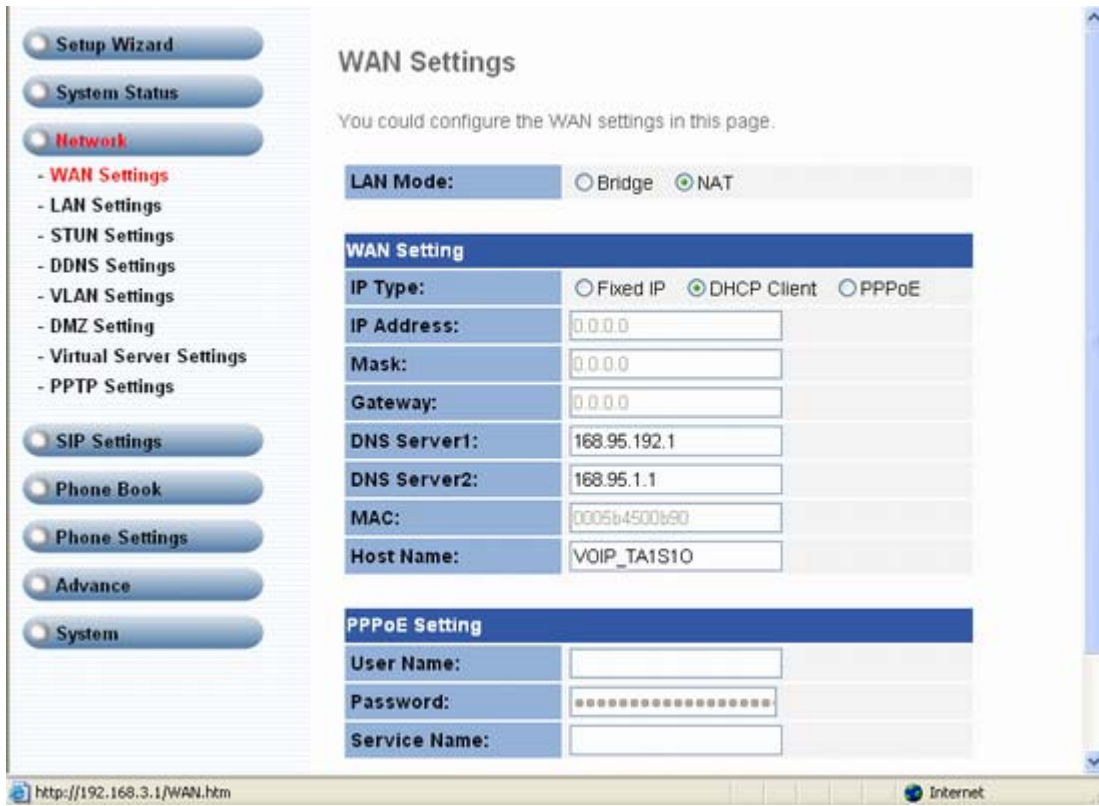 Setup Wizard
System Status
Network
- WAN Settings
- LAN Settings
- STUN Settings
- DDNS Settings
- VLAN Settings
- DMZ Setting
- Virtual Server Settings
- PPTP Settings
SIP Settings
Phone Book
Phone Settings
Advance
System
WAN Settings
You could configure the WAN settings in this page.
LAN Mode: Bridge NAT
WAN Setting
IP Type: Fixed IP DHCP Client PPPoE
IP Address: 0.0.0.0
Mask: 0.0.0.0
Gateway: 0.0.0.0
DNS Server1: 168.95.192.1
DNS Server2: 168.95.1.1
MAC: 0005b4500b90
Host Name: VOIP_TA1S1O
PPPoE Setting
User Name:
Password:
Service Name:
http://192.168.3.1/WAN.htm Internet